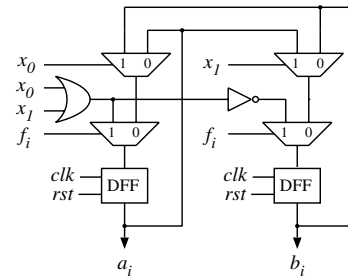 1 0 1 0
x₀ x₁
x₀
x₁
1 0 1 0
fᵢ fᵢ
clk DFF clk DFF
rst rst
aᵢ bᵢ